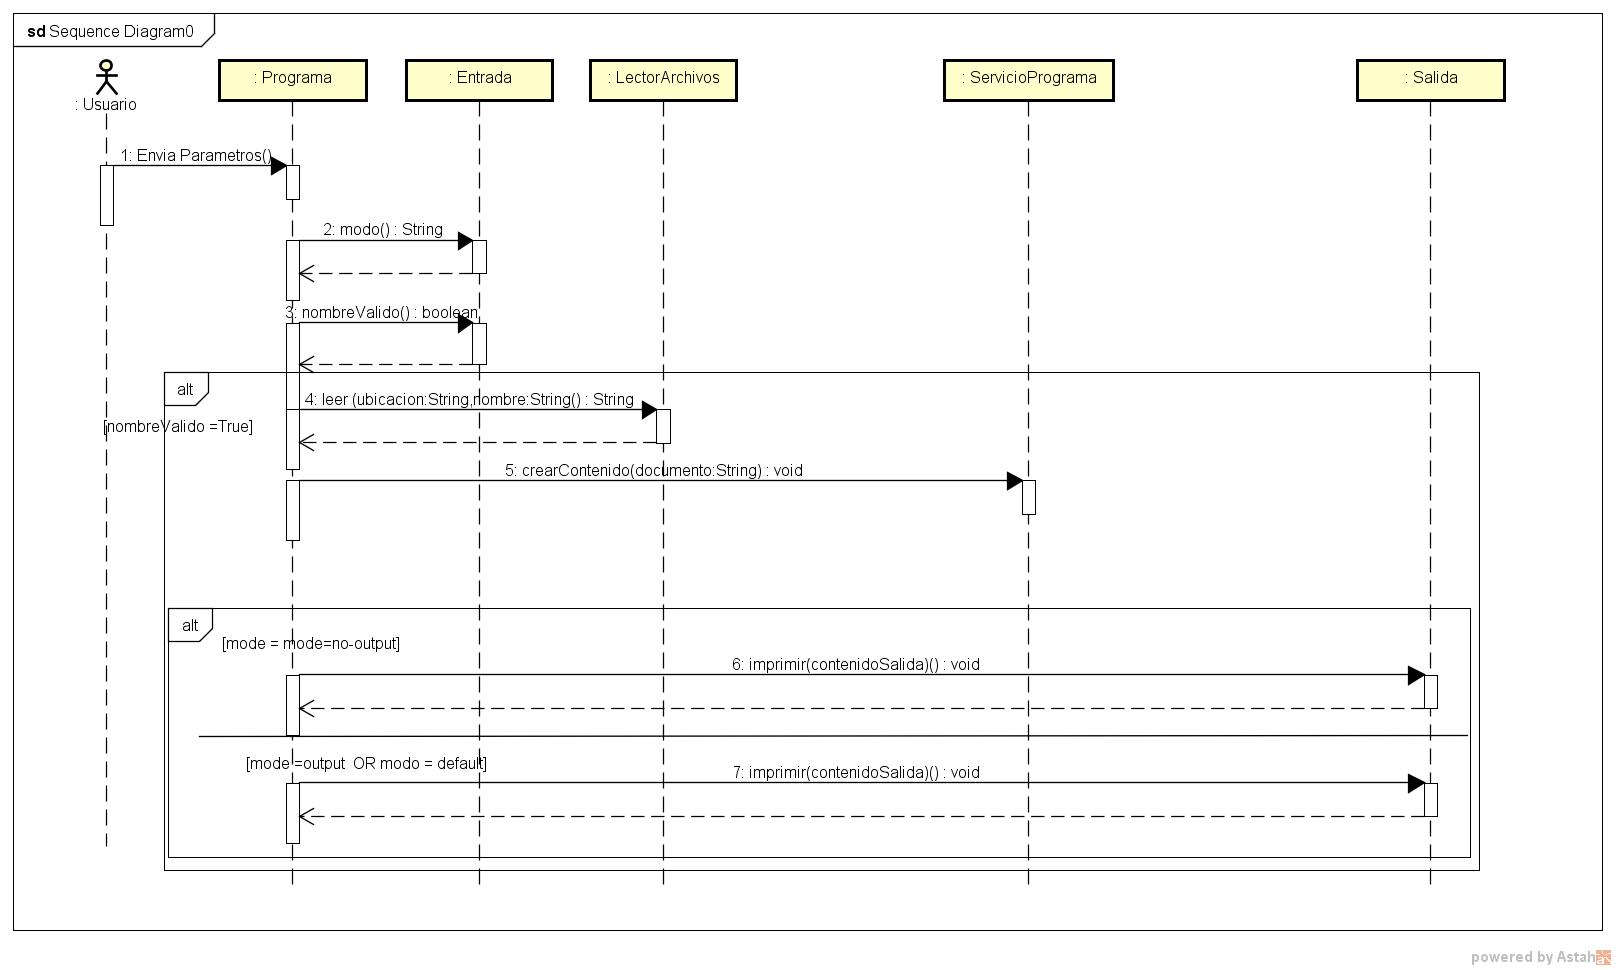 sd Sequence Diagram0
: Usuario
: Programa
: Entrada
: LectorArchivos
: ServicioPrograma
: Salida
1: Envia Parametros()
2: modo() : String
3: nombreValido() : boolean
alt
4: leer (ubicacion:String,nombre:String() : String
[nombreValido =True]
5: crearContenido(documento:String) : void
alt
[mode = mode=no-output]
6: imprimir(contenidoSalida)() : void
[mode =output  OR modo = default]
7: imprimir(contenidoSalida)() : void
powered by Astah